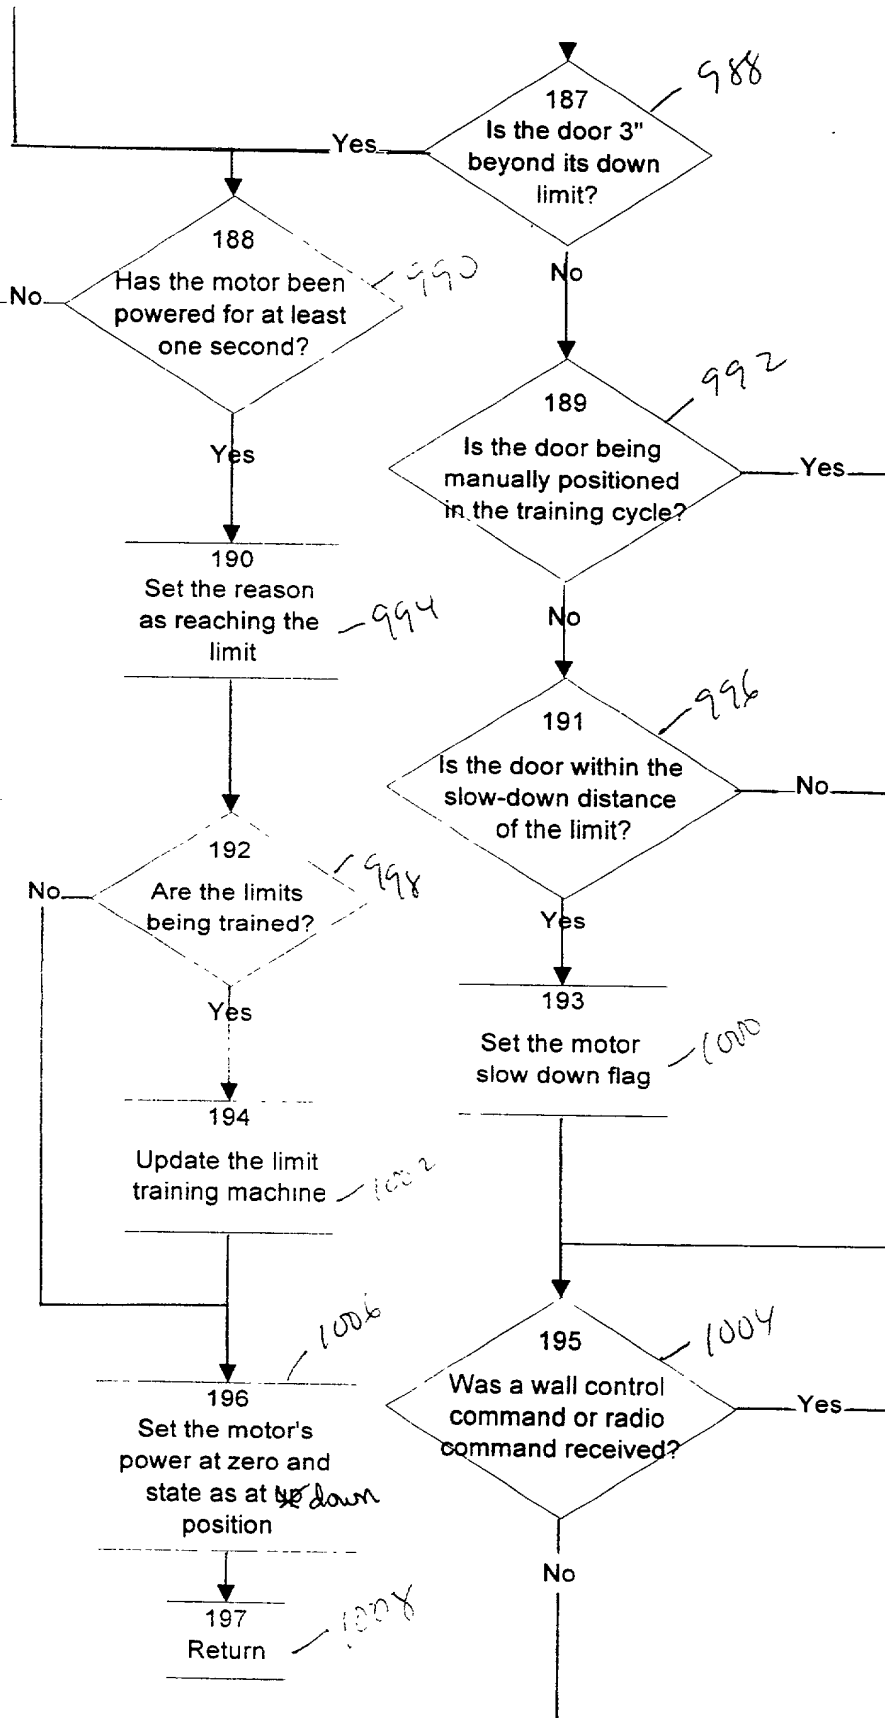 988
187
Is the door 3"
beyond its down
limit?
Yes
No
188
Has the motor been
powered for at least
one second?
990
No
Yes
992
189
Is the door being
manually positioned
in the training cycle?
Yes
No
190
Set the reason
as reaching the
limit
994
996
191
Is the door within the
slow-down distance
of the limit?
No
Yes
192
Are the limits
being trained?
998
No
Yes
193
Set the motor
slow down flag
1000
194
Update the limit
training machine
1002
1004
195
Was a wall control
command or radio
command received?
Yes
No
1006
196
Set the motor's
power at zero and
state as at down
position
197
Return
1008